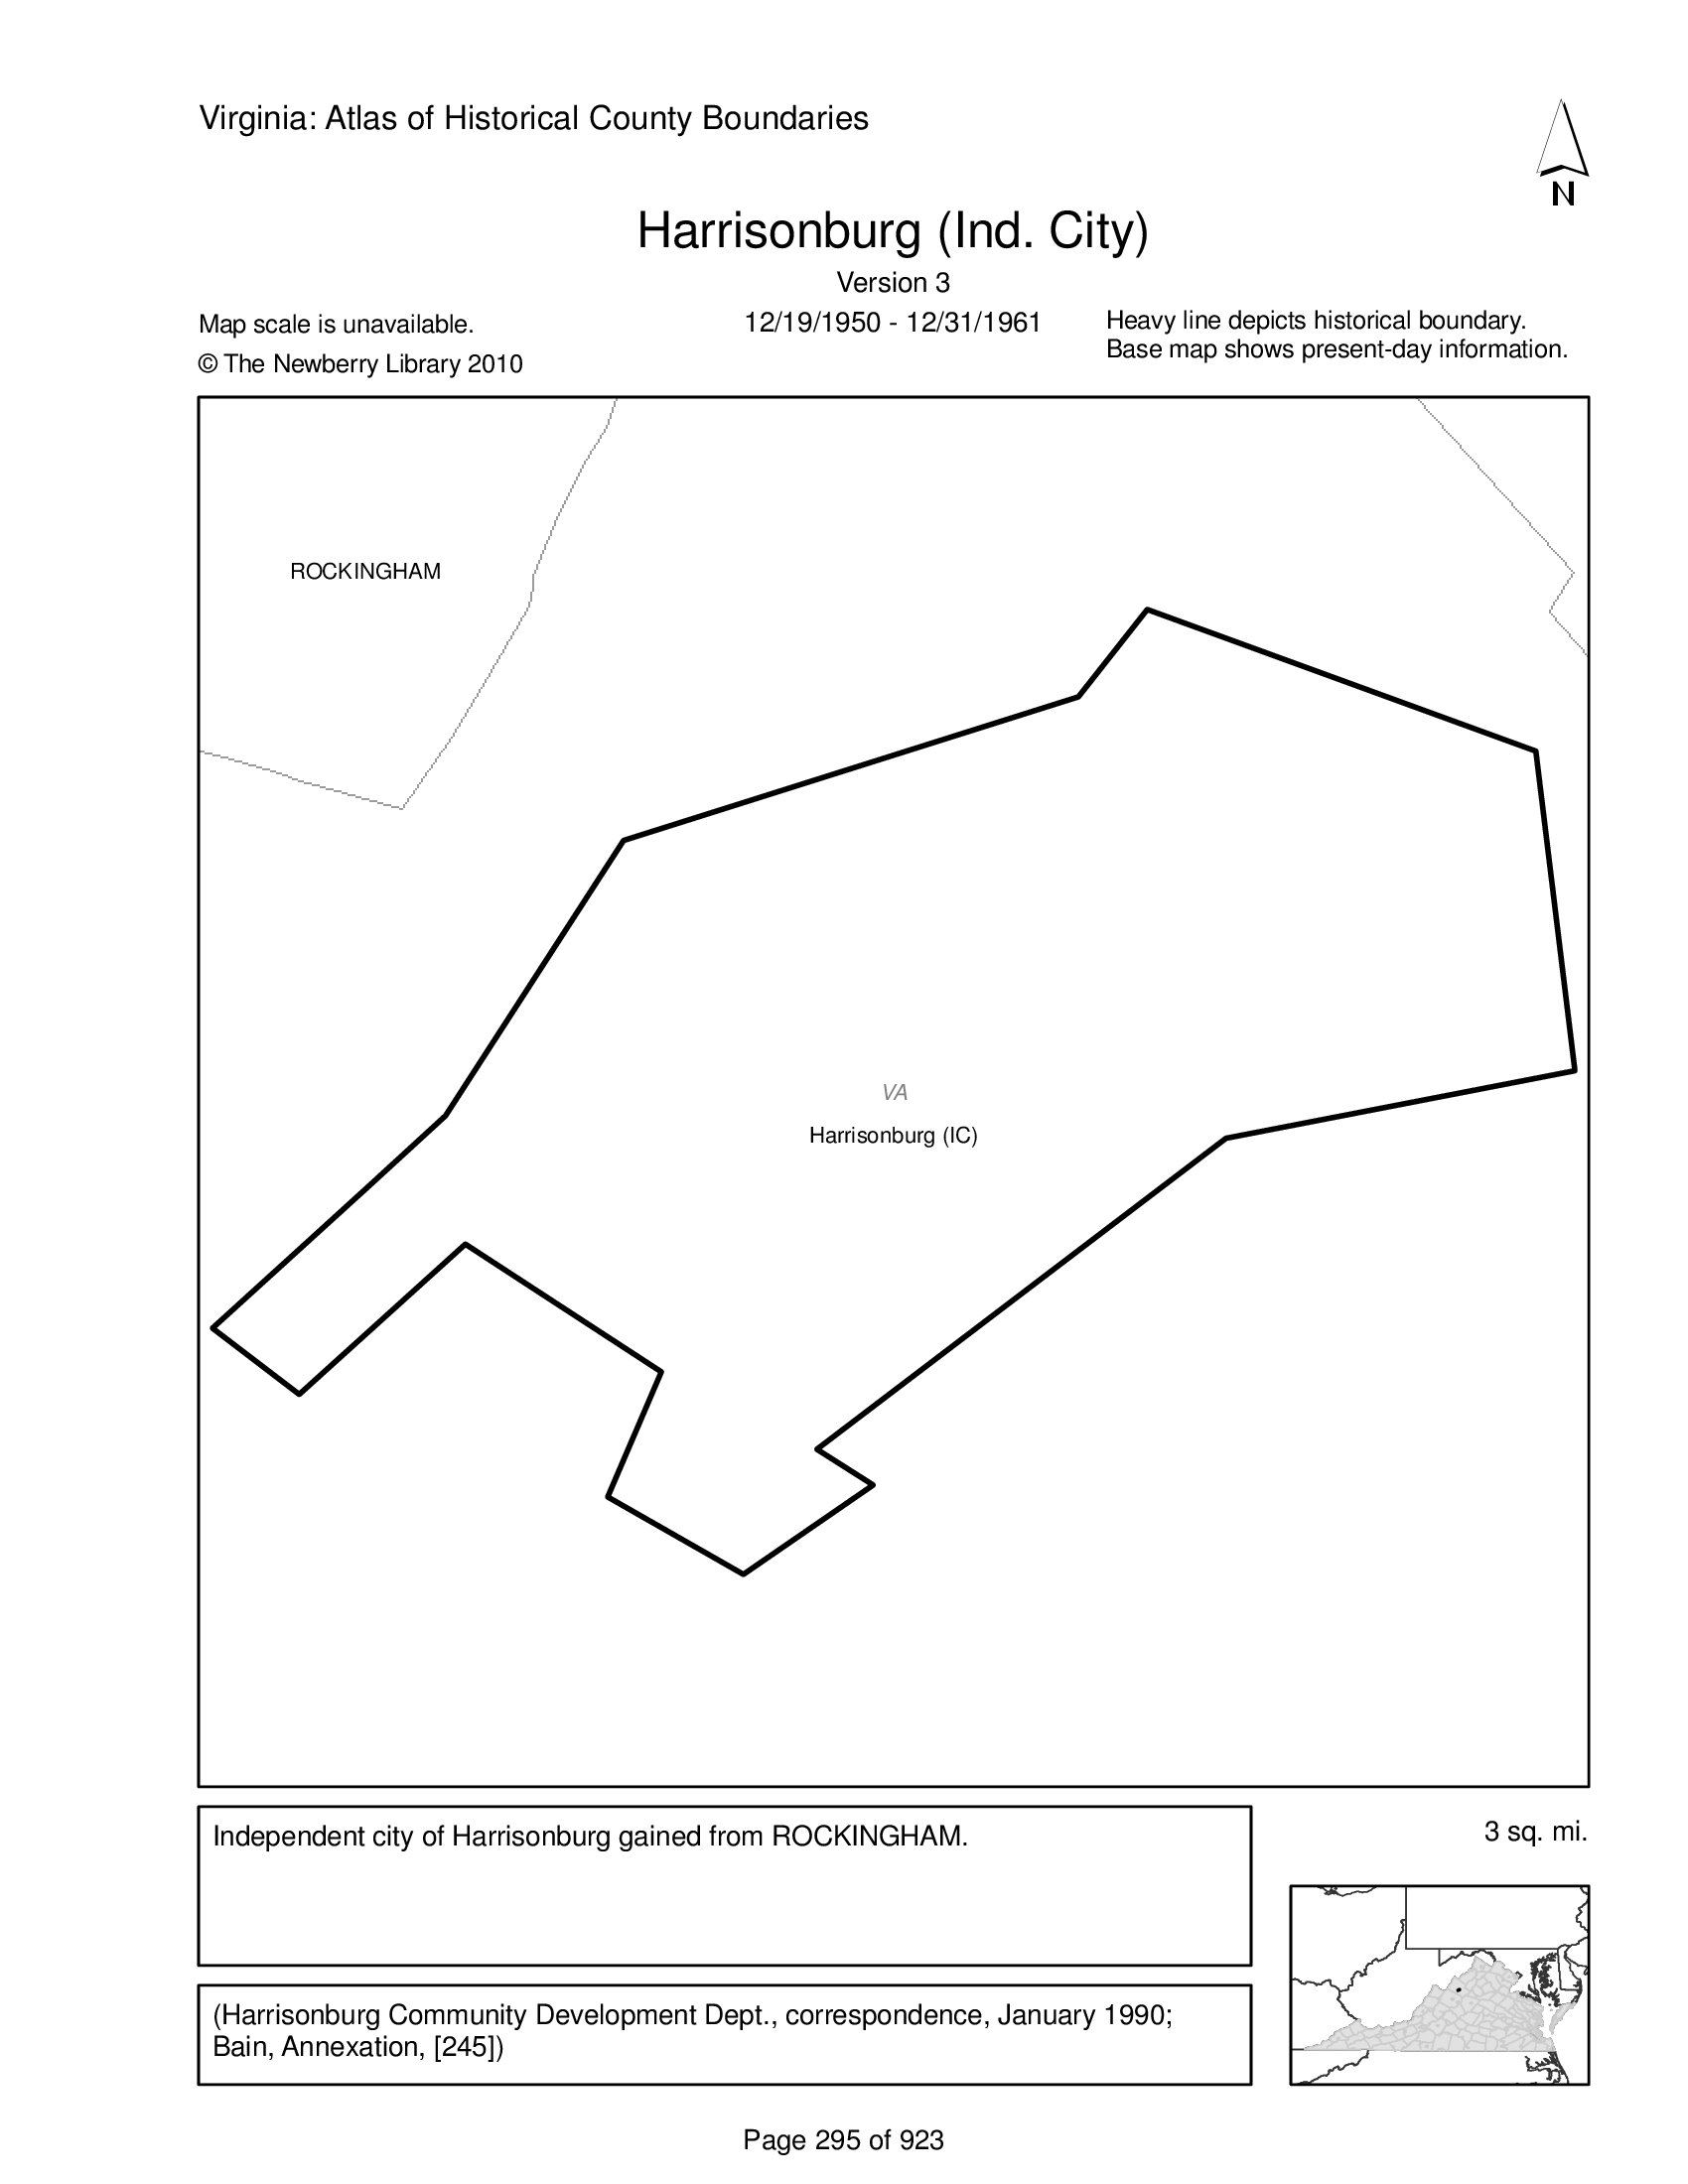 Virginia: Atlas of Historical County Boundaries
N
Harrisonburg (Ind. City)
Version 3
Map scale is unavailable.
12/19/1950 - 12/31/1961
Heavy line depicts historical boundary.
Base map shows present-day information.
© The Newberry Library 2010
ROCKINGHAM
VA
Harrisonburg (IC)
Independent city of Harrisonburg gained from ROCKINGHAM.
3 sq. mi.
(Harrisonburg Community Development Dept., correspondence, January 1990;
Bain, Annexation, [245])
Page 295 of 923